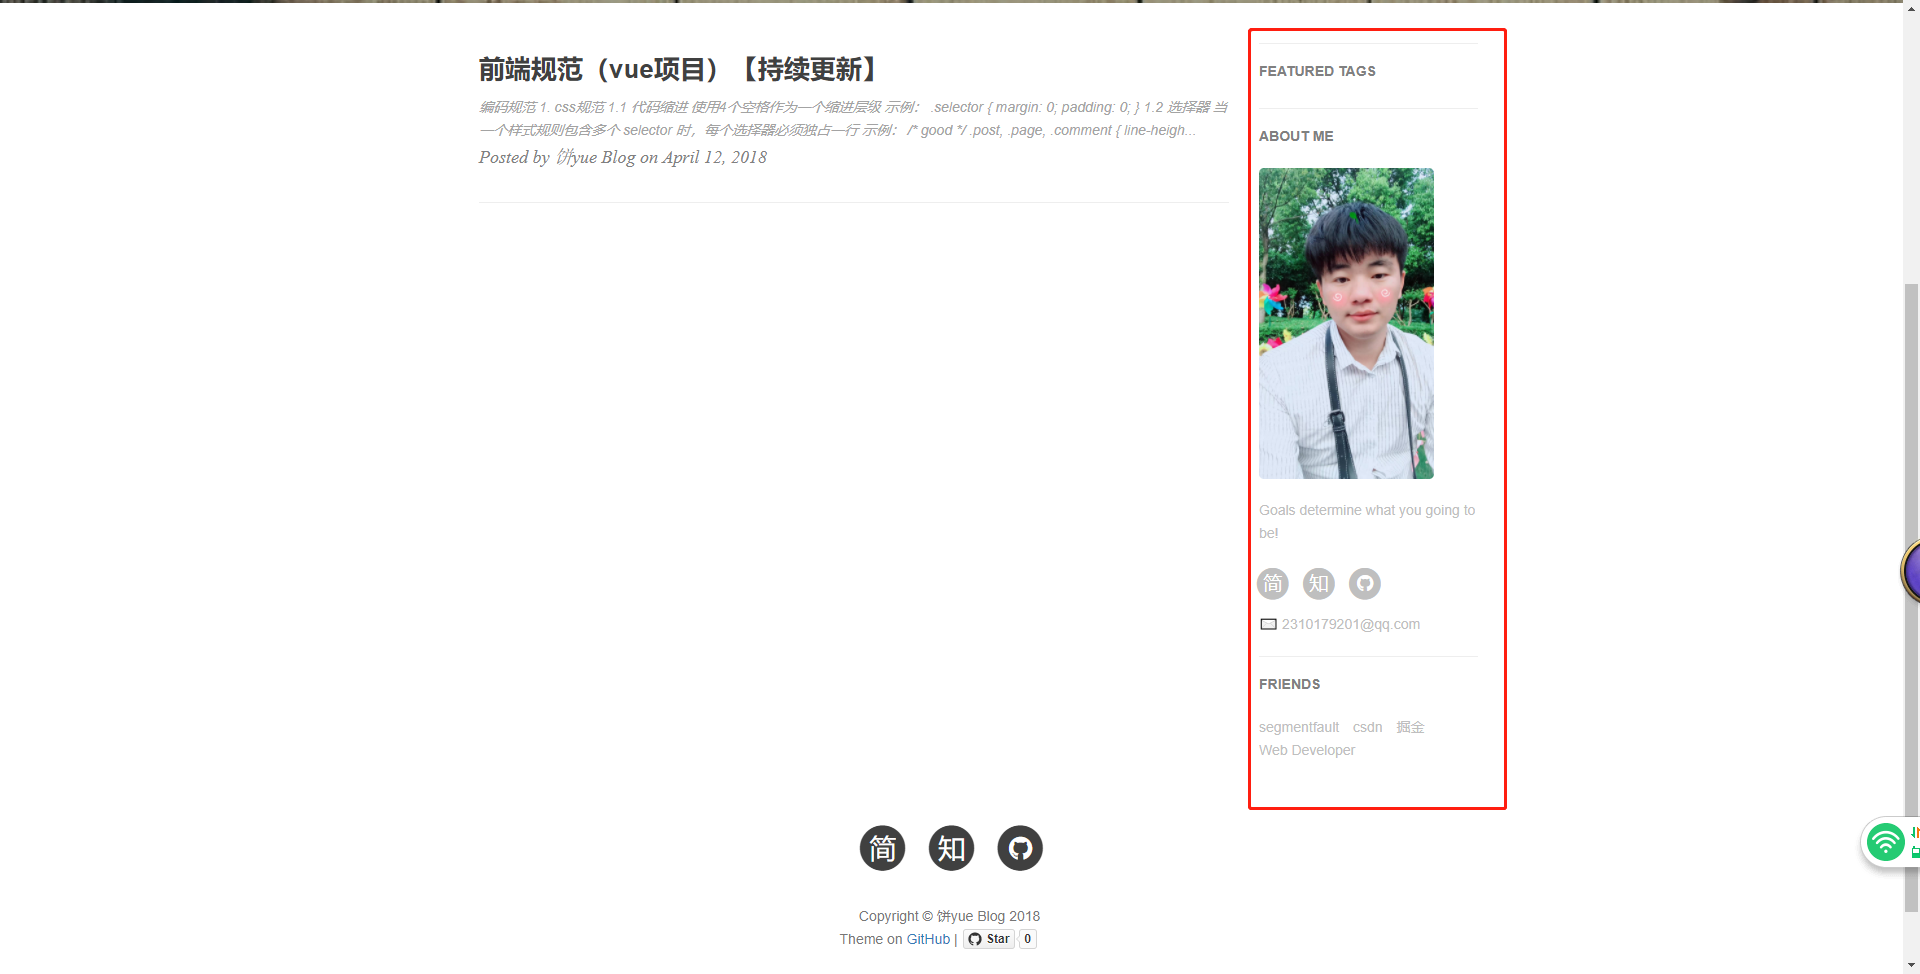 前端规范（vue项目）【持续更新】
编码规范 1. css规范 1.1 代码缩进 使用4个空格作为一个缩进层级 示例： .selector { margin: 0; padding: 0; } 1.2 选择器 当
一个样式规则包含多个 selector 时，每个选择器必须独占一行 示例： /* good */ .post, .page, .comment { line-heigh...
Posted by 饼yue Blog on April 12, 2018
FEATURED TAGS
ABOUT ME
Goals determine what you going to
be!
简 知
2310179201@qq.com
FRIENDS
segmentfault csdn 掘金
Web Developer
简 知
Copyright © 饼yue Blog 2018
Theme on GitHub | Star 0